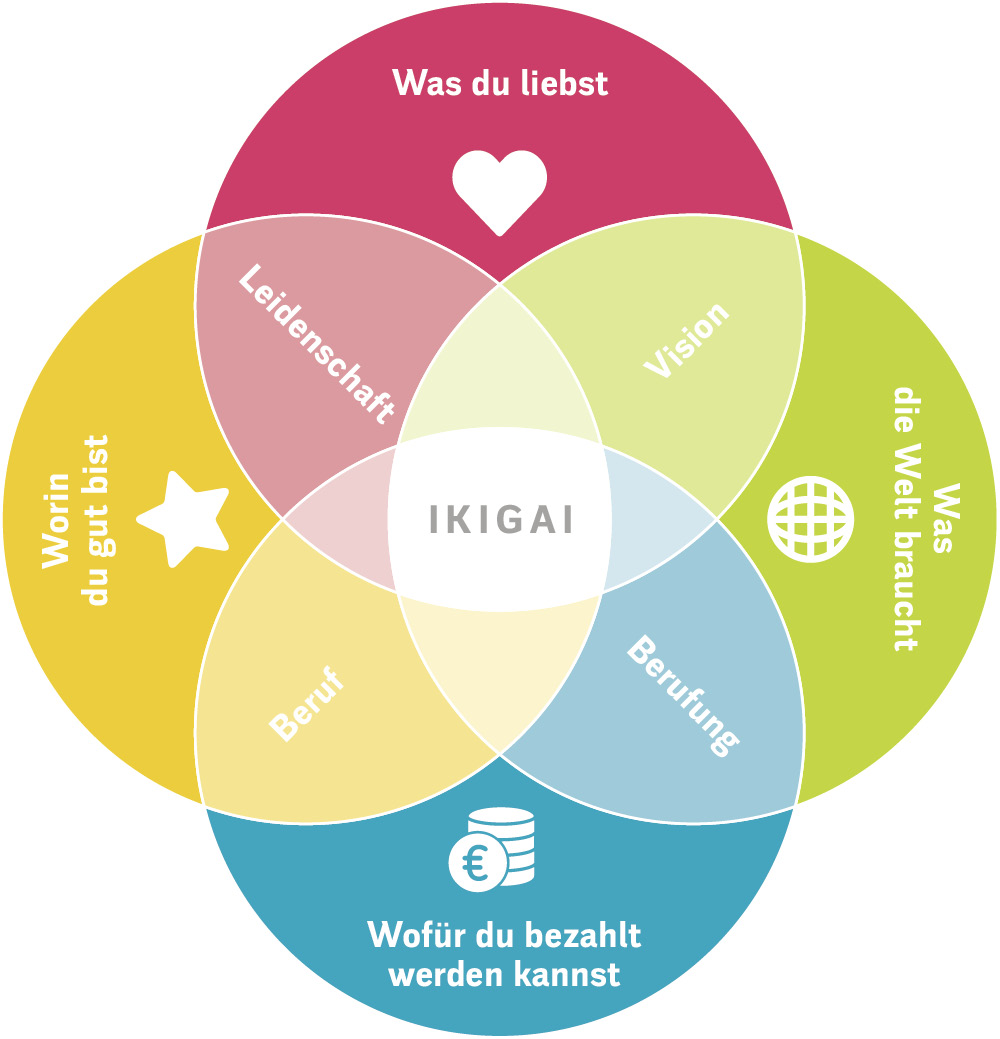 Was du liebst
Leidenschaft
Vision
Worin
du gut bist
IKIGAI
Was
die Welt braucht
Beruf
Berufung
€
Wofür du bezahlt
werden kannst